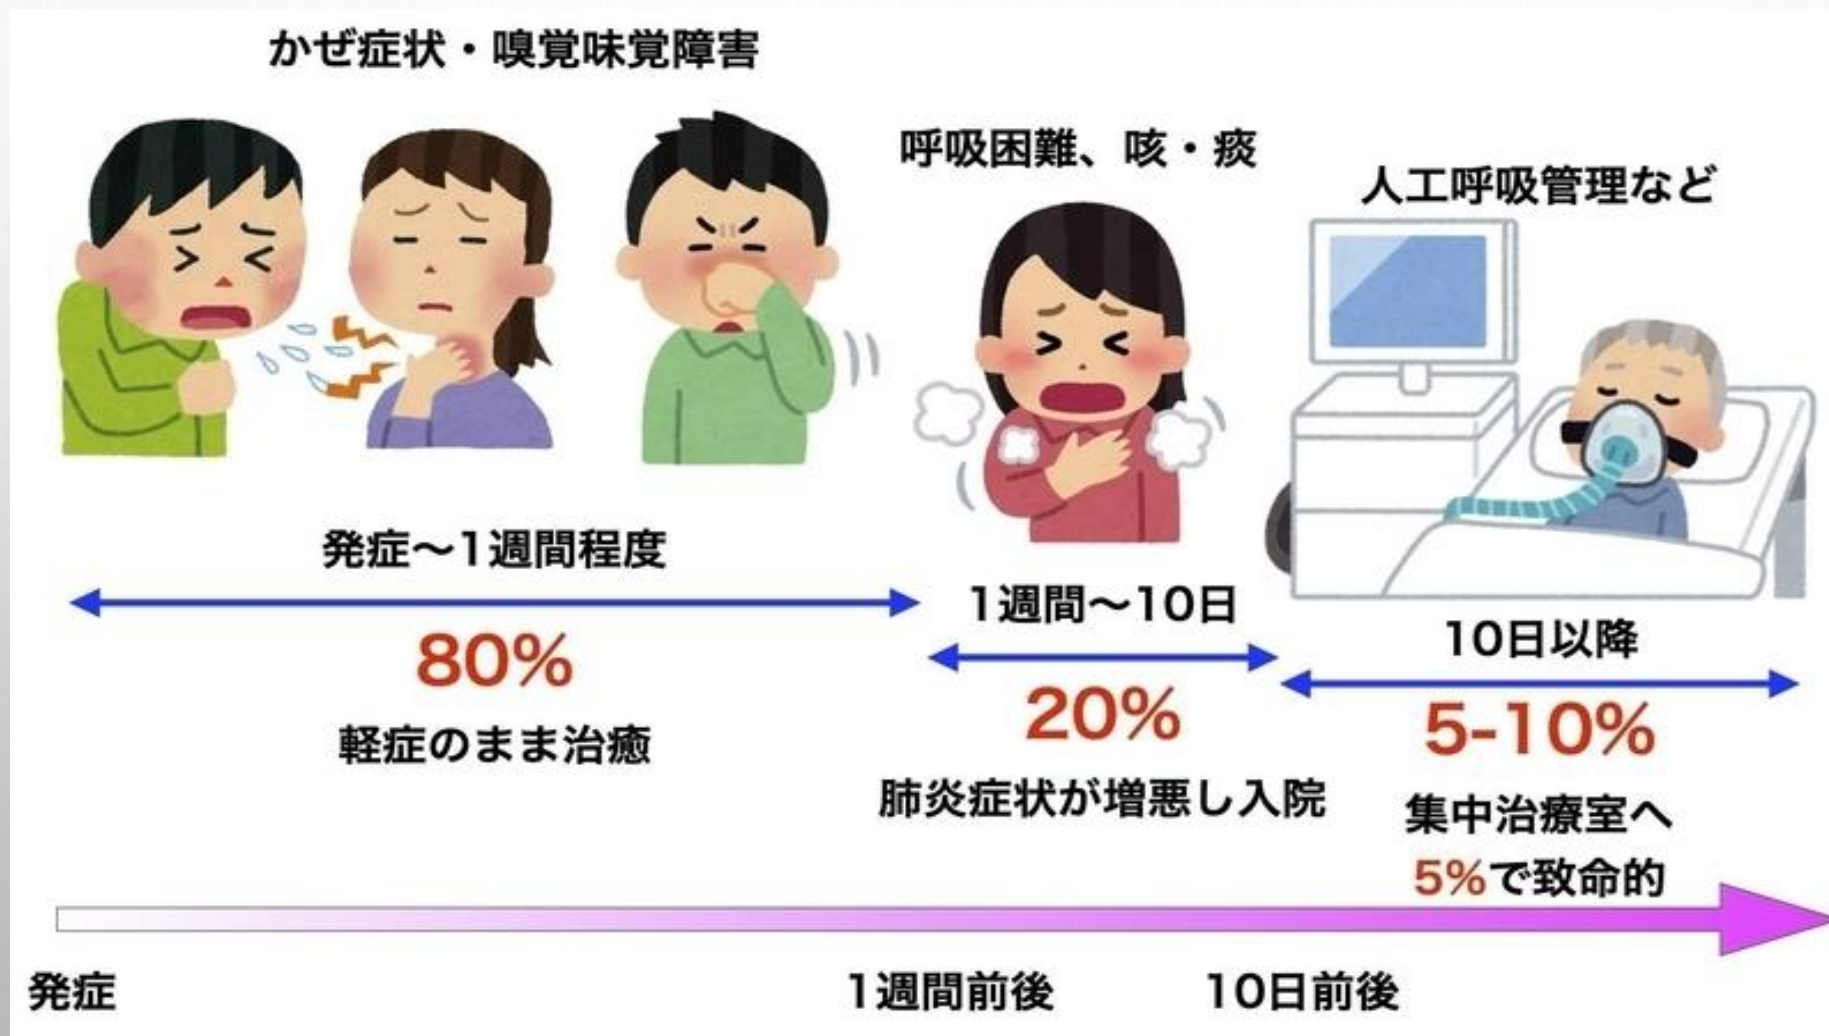 かぜ症状・嗅覚味覚障害
呼吸困難、咳・痰
人工呼吸管理など
発症〜1週間程度
80%
軽症のまま治癒
1週間〜10日
20%
肺炎症状が増悪し入院
10日以降
5-10%
集中治療室へ
5%で致命的
発症
1週間前後
10日前後